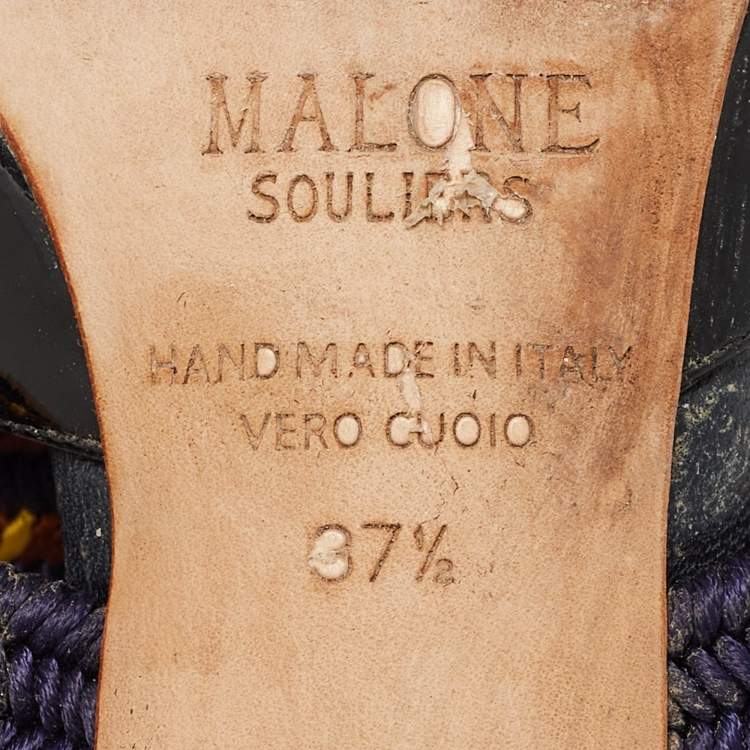 MALONE
SOULIERS
HAND MADE IN ITALY
VERO CUOIO
37½